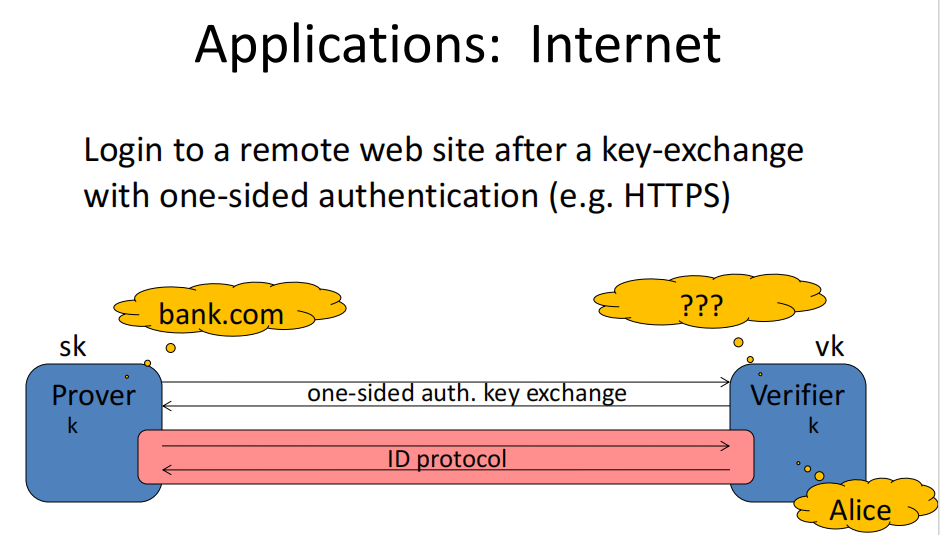 Applications:  Internet
Login to a remote web site after a key-exchange
with one-sided authentication (e.g. HTTPS)
bank.com
???
sk
vk
Prover
one-sided auth. key exchange
Verifier
k
k
ID protocol
Alice